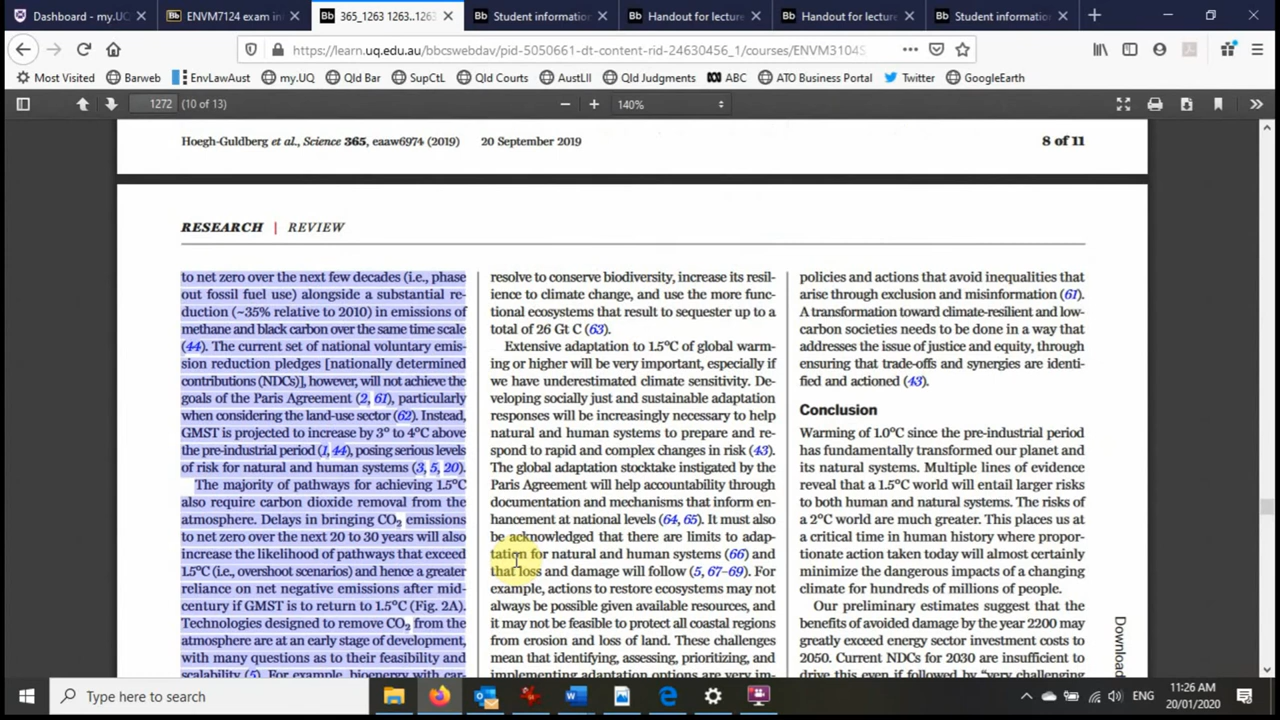 Dashboard - my.UC
ENVM7124 exam in
365_1263 1263..1263
Student informatio
Handout for lecture
Handout for lecture
Student informatio
https://learn.uq.edu.au/bbcswebdav/pid-5050661-dt-content-rid-24630456_1/courses/ENVM3104S
Most Visited
Barweb
EnvLawAust
my.UQ
Qld Bar
SupCtL
Qld Courts
AustLII
Qld Judgments
ABC
ATO Business Portal
Twitter
GoogleEarth
1272 (10 of 13)
140%
Hoegh-Guldberg et al., Science 365, eaaw6974 (2019) 20 September 2019
8 of 11
RESEARCH | REVIEW
to net zero over the next few decades (i.e., phase
out fossil fuel use) alongside a substantial re-
duction (~35% relative to 2010) in emissions of
methane and black carbon over the same time scale
(44). The current set of national voluntary emis-
sion reduction pledges [nationally determined
contributions (NDCs)], however, will not achieve the
goals of the Paris Agreement (2, 61), particularly
when considering the land-use sector (62). Instead,
GMST is projected to increase by 3° to 4°C above
the pre-industrial period (1, 44), posing serious levels
of risk for natural and human systems (3, 5, 20).
The majority of pathways for achieving 1.5°C
also require carbon dioxide removal from the
atmosphere. Delays in bringing CO₂ emissions
to net zero over the next 20 to 30 years will also
increase the likelihood of pathways that exceed
1.5°C (i.e., overshoot scenarios) and hence a greater
reliance on net negative emissions after mid-
century if GMST is to return to 1.5°C (Fig. 2A).
Technologies designed to remove CO₂ from the
atmosphere are at an early stage of development,
with many questions as to their feasibility and
scalability (5). For example, bioenergy with car-
resolve to conserve biodiversity, increase its resil-
ience to climate change, and use the more func-
tional ecosystems that result to sequester up to a
total of 26 Gt C (63).
Extensive adaptation to 1.5°C of global warm-
ing or higher will be very important, especially if
we have underestimated climate sensitivity. De-
veloping socially just and sustainable adaptation
responses will be increasingly necessary to help
natural and human systems to prepare and re-
spond to rapid and complex changes in risk (43).
The global adaptation stocktake instigated by the
Paris Agreement will help accountability through
documentation and mechanisms that inform en-
hancement at national levels (64, 65). It must also
be acknowledged that there are limits to adap-
tation for natural and human systems (66) and
that loss and damage will follow (5, 67–69). For
example, actions to restore ecosystems may not
always be possible given available resources, and
it may not be feasible to protect all coastal regions
from erosion and loss of land. These challenges
mean that identifying, assessing, prioritizing, and
implementing adaptation options are very im-
policies and actions that avoid inequalities that
arise through exclusion and misinformation (61).
A transformation toward climate-resilient and low-
carbon societies needs to be done in a way that
addresses the issue of justice and equity, through
ensuring that trade-offs and synergies are identi-
fied and actioned (43).
Conclusion
Warming of 1.0°C since the pre-industrial period
has fundamentally transformed our planet and
its natural systems. Multiple lines of evidence
reveal that a 1.5°C world will entail larger risks
to both human and natural systems. The risks of
a 2°C world are much greater. This places us at
a critical time in human history where propor-
tionate action taken today will almost certainly
minimize the dangerous impacts of a changing
climate for hundreds of millions of people.
Our preliminary estimates suggest that the
benefits of avoided damage by the year 2200 may
greatly exceed energy sector investment costs to
2050. Current NDCs for 2030 are insufficient to
drive this even if followed by “very challenging
Download
Type here to search
ENG
11:26 AM
20/01/2020